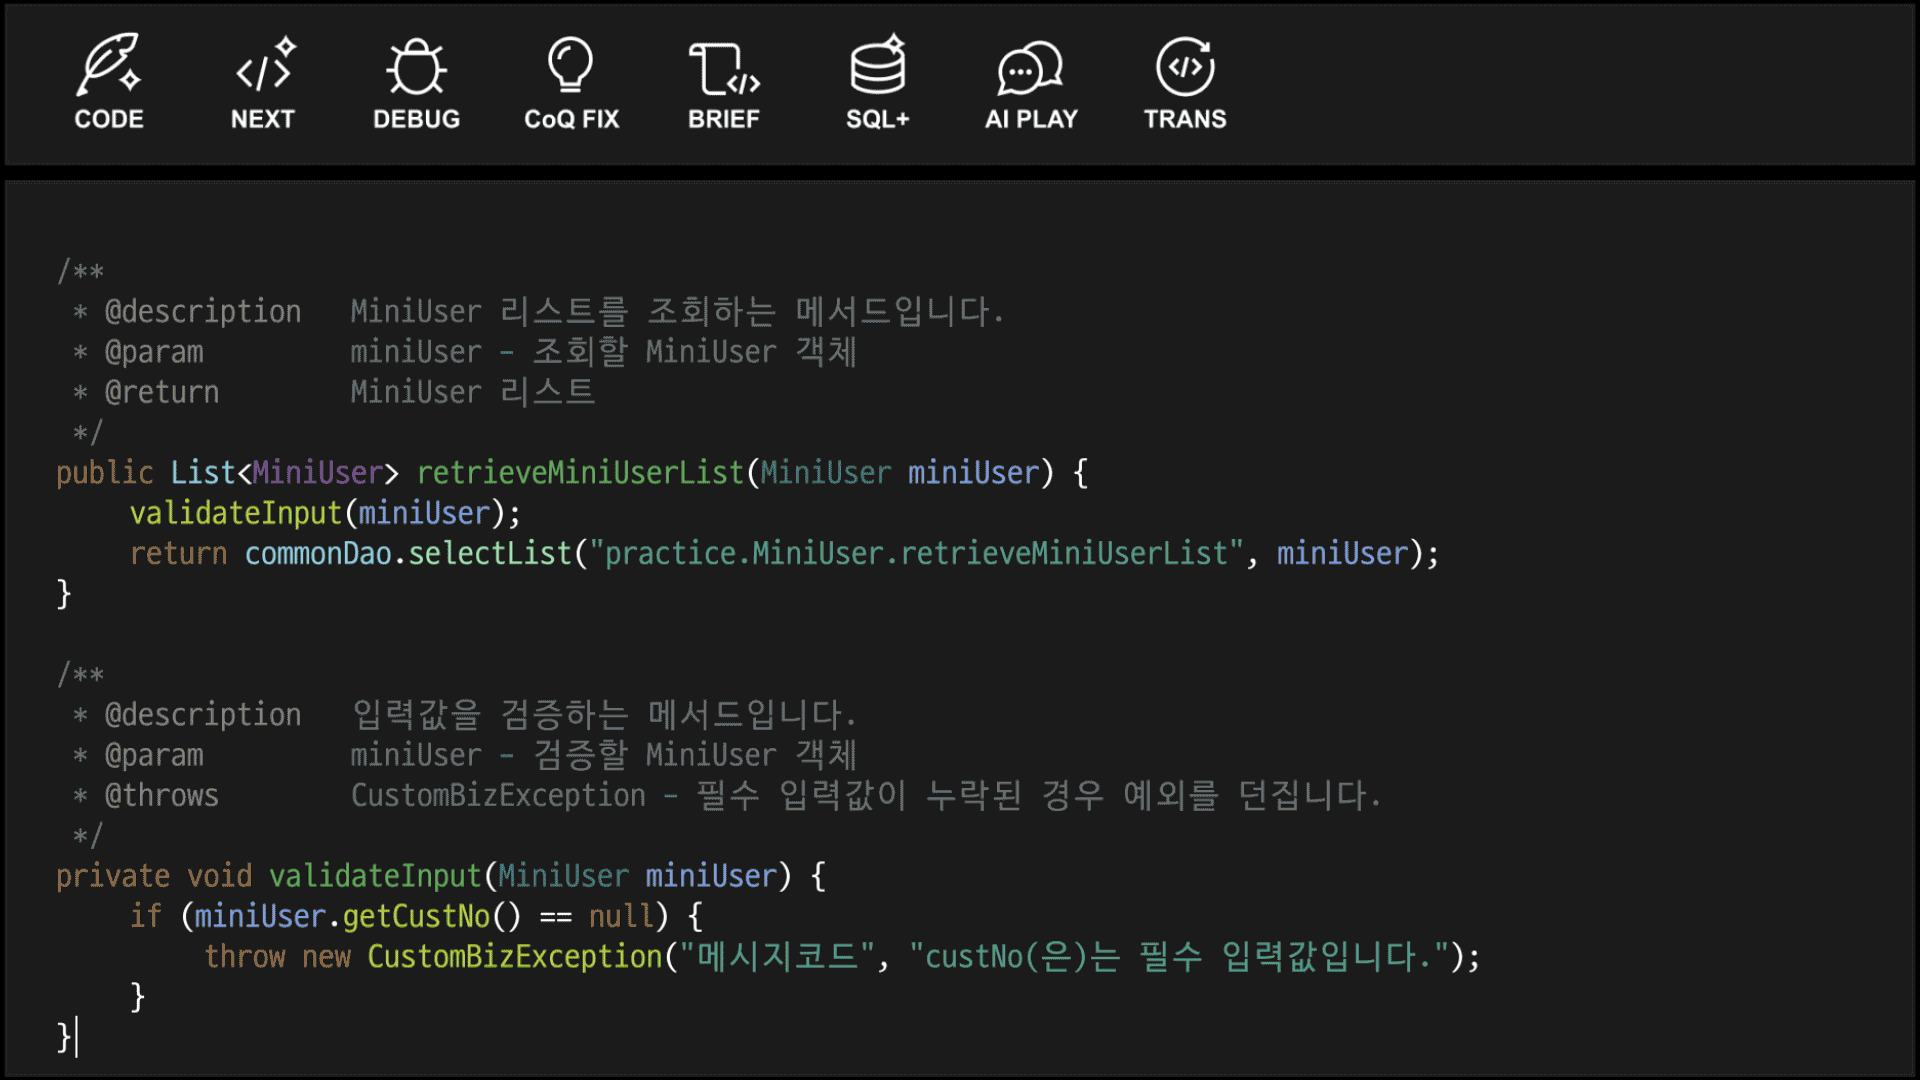 CODE NEXT DEBUG CoQ FIX BRIEF SQL+ AI PLAY TRANS
/**
 * @description   MiniUser 리스트를 조회하는 메서드입니다.
 * @param         miniUser - 조회할 MiniUser 객체
 * @return        MiniUser 리스트
 */
public List<MiniUser> retrieveMiniUserList(MiniUser miniUser) {
    validateInput(miniUser);
    return commonDao.selectList("practice.MiniUser.retrieveMiniUserList", miniUser);
}
/**
 * @description   입력값을 검증하는 메서드입니다.
 * @param         miniUser - 검증할 MiniUser 객체
 * @throws        CustomBizException - 필수 입력값이 누락된 경우 예외를 던집니다.
 */
private void validateInput(MiniUser miniUser) {
    if (miniUser.getCustNo() == null) {
        throw new CustomBizException("메시지코드", "custNo(은)는 필수 입력값입니다.");
    }
}